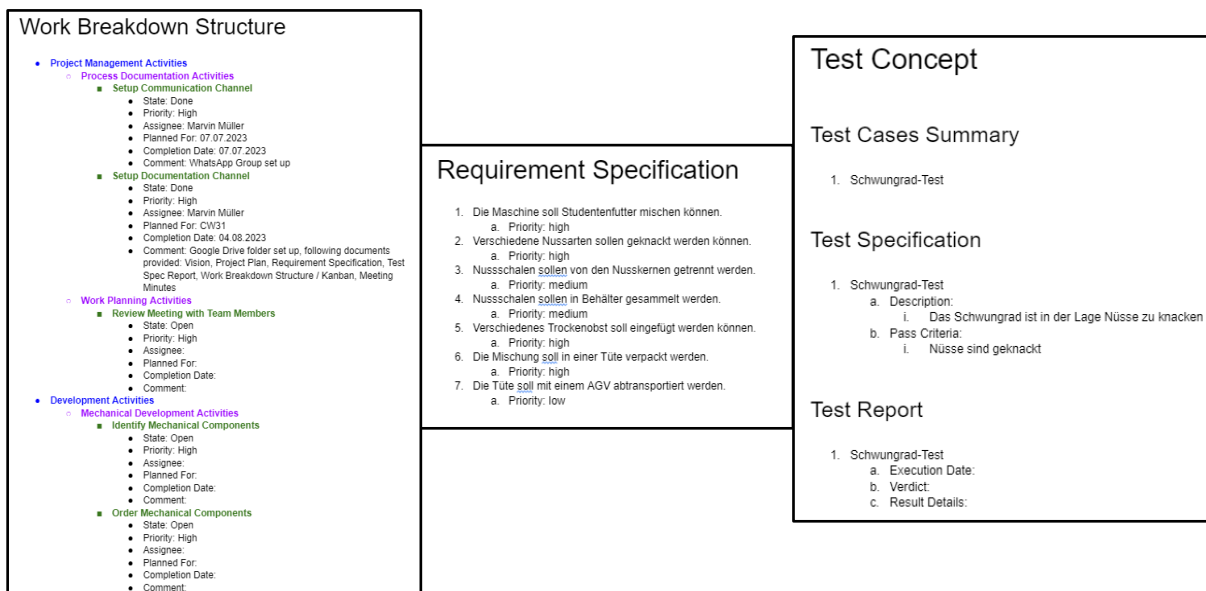 Work Breakdown Structure
● Project Management Activities
○ Process Documentation Activities
■ Setup Communication Channel
● State: Done
● Priority: High
● Assignee: Marvin Müller
● Planned For: 07.07.2023
● Completion Date: 07.07.2023
● Comment: WhatsApp Group set up
■ Setup Documentation Channel
● State: Done
● Priority: High
● Assignee: Marvin Müller
● Planned For: CW31
● Completion Date: 04.08.2023
● Comment: Google Drive folder set up, following documents
provided: Vision, Project Plan, Requirement Specification, Test
Spec Report, Work Breakdown Structure / Kanban, Meeting
Minutes
○ Work Planning Activities
■ Review Meeting with Team Members
● State: Open
● Priority: High
● Assignee:
● Planned For:
● Completion Date:
● Comment:
● Development Activities
○ Mechanical Development Activities
■ Identify Mechanical Components
● State: Open
● Priority: High
● Assignee:
● Planned For:
● Completion Date:
● Comment:
■ Order Mechanical Components
● State: Open
● Priority: High
● Assignee:
● Planned For:
● Completion Date:
● Comment:
Requirement Specification
1. Die Maschine soll Studentenfutter mischen können.
a. Priority: high
2. Verschiedene Nussarten sollen geknackt werden können.
a. Priority: high
3. Nussschalen sollen von den Nusskernen getrennt werden.
a. Priority: medium
4. Nussschalen sollen in Behälter gesammelt werden.
a. Priority: medium
5. Verschiedenes Trockenobst soll eingefügt werden können.
a. Priority: high
6. Die Mischung soll in einer Tüte verpackt werden.
a. Priority: high
7. Die Tüte soll mit einem AGV abtransportiert werden.
a. Priority: low
Test Concept
Test Cases Summary
1. Schwungrad-Test
Test Specification
1. Schwungrad-Test
a. Description:
i. Das Schwungrad ist in der Lage Nüsse zu knacken
b. Pass Criteria:
i. Nüsse sind geknackt
Test Report
1. Schwungrad-Test
a. Execution Date:
b. Verdict:
c. Result Details: